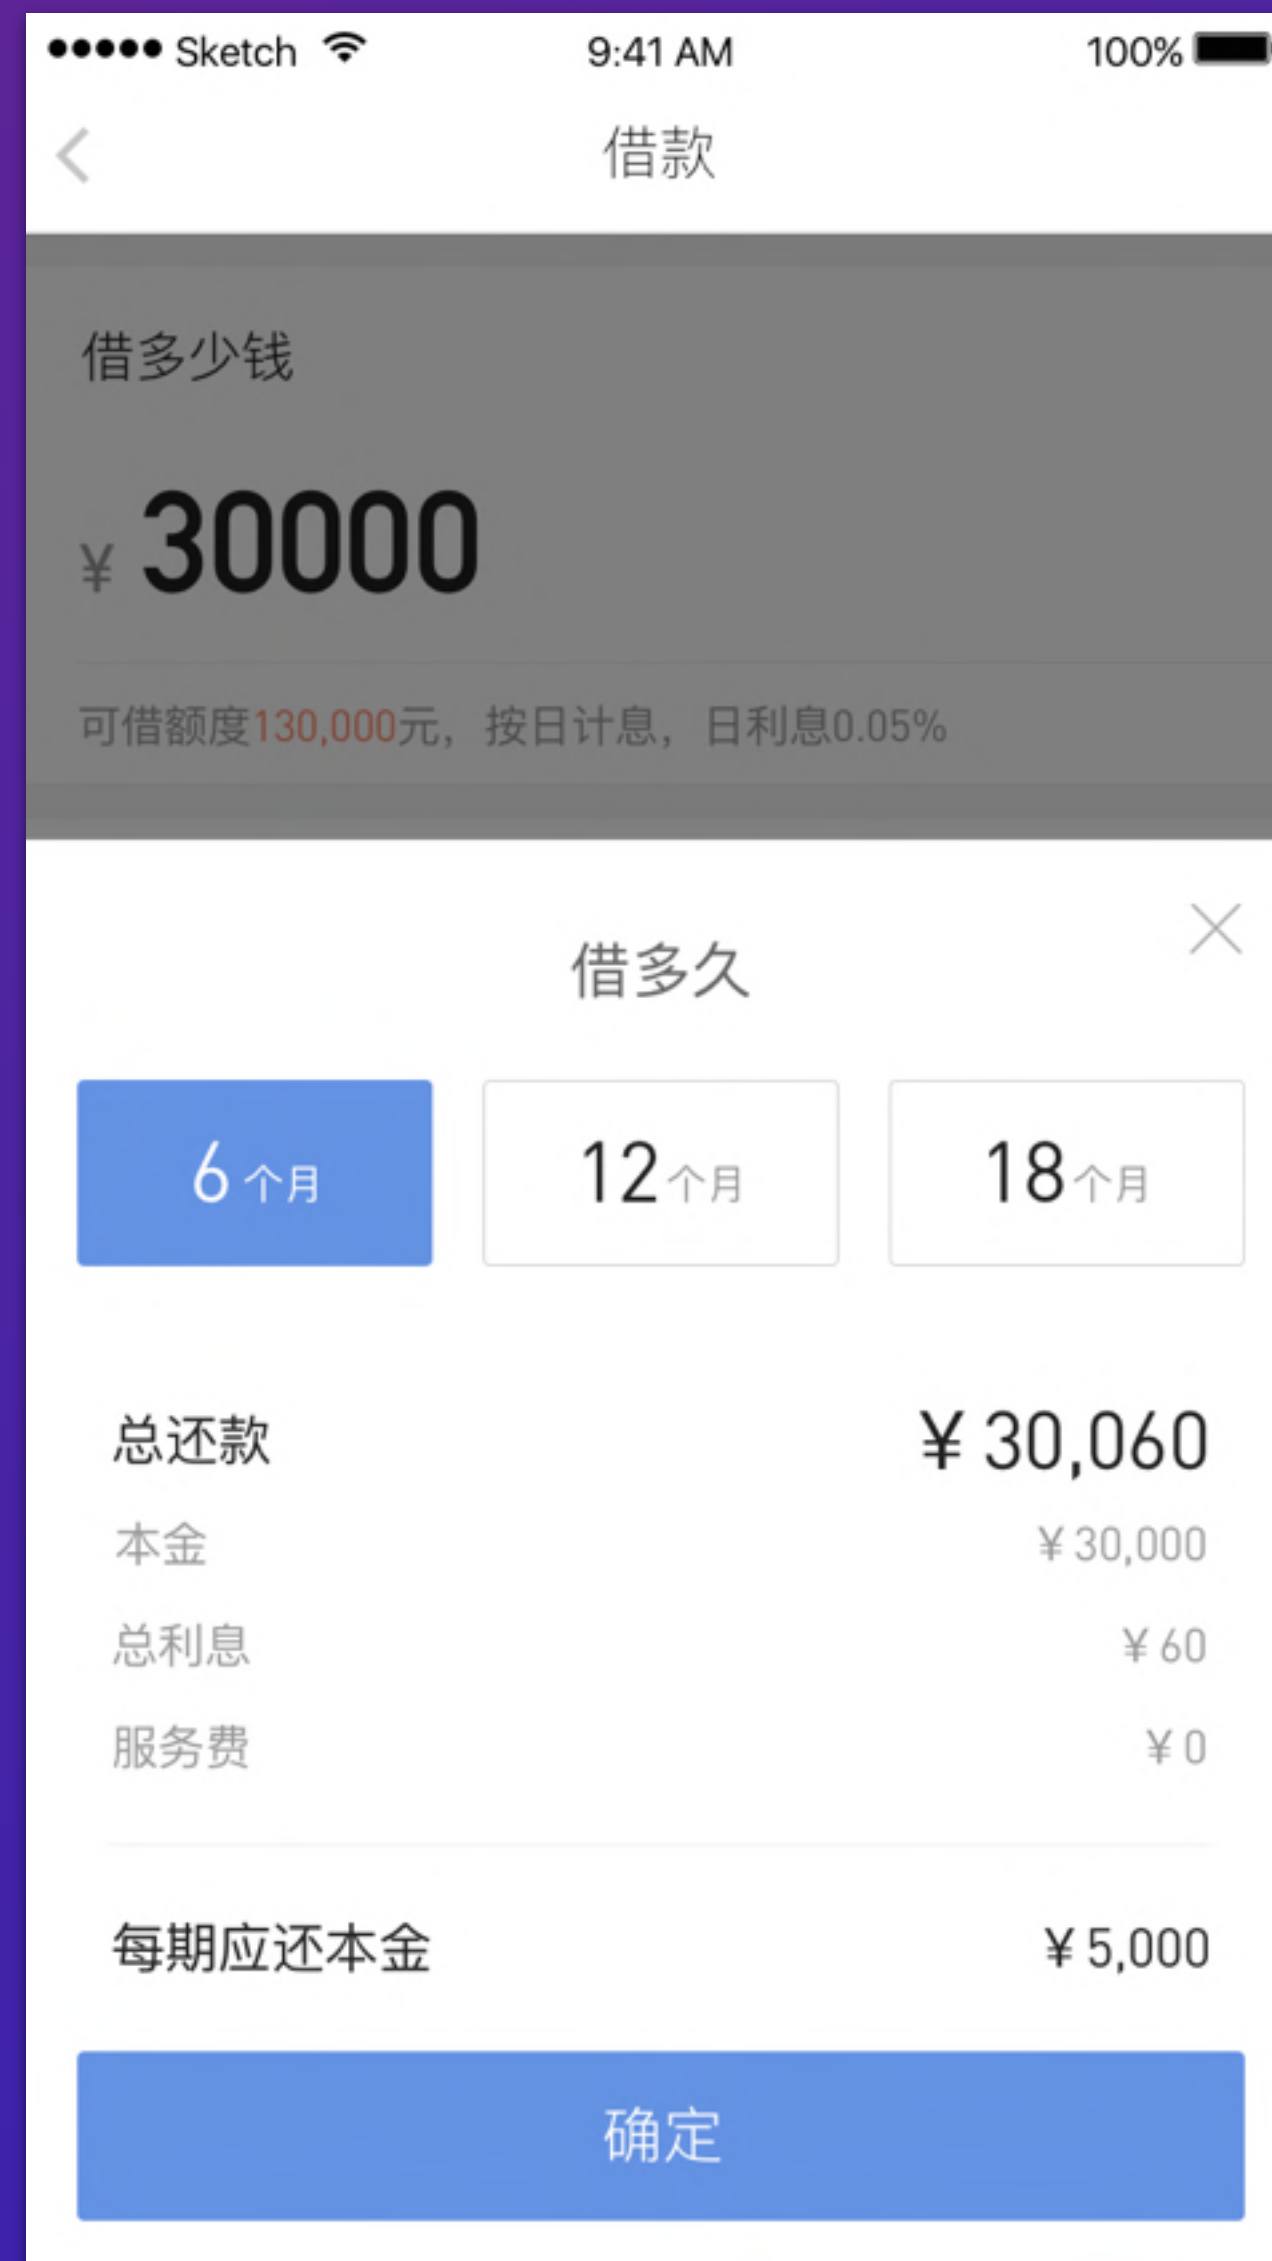 ●●●●● Sketch 9:41 AM 100%
借款
借多少钱
¥ 30000
可借额度130,000元，按日计息，日利息0.05%
借多久
6 个月 12 个月 18 个月
总还款 ¥ 30,060
本金 ¥ 30,000
总利息 ¥ 60
服务费 ¥ 0
每期应还本金 ¥ 5,000
确定